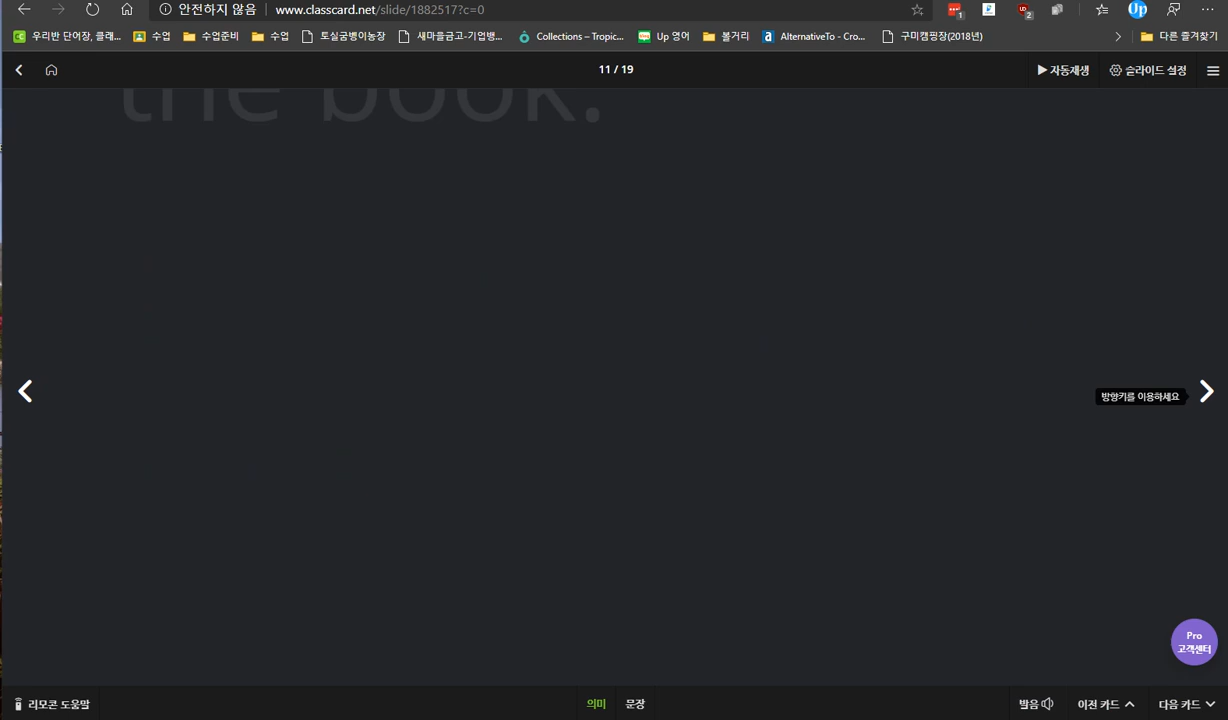 안전하지 않음 www.classcard.net/slide/1882517?c=0
1 2 Up
우리반 단어장, 클래... 수업 수업준비 수업 토실굼벵이농장 새마을금고-기업뱅... Collections – Tropic... Up 영어 볼거리 AlternativeTo - Cro... 구미캠핑장(2018년) 다른 즐겨찾기
11 / 19 자동재생 슬라이드 설정
the book.
방향키를 이용하세요
Pro
고객센터
리모콘 도움말 의미 문장 발음 이전 카드 다음 카드